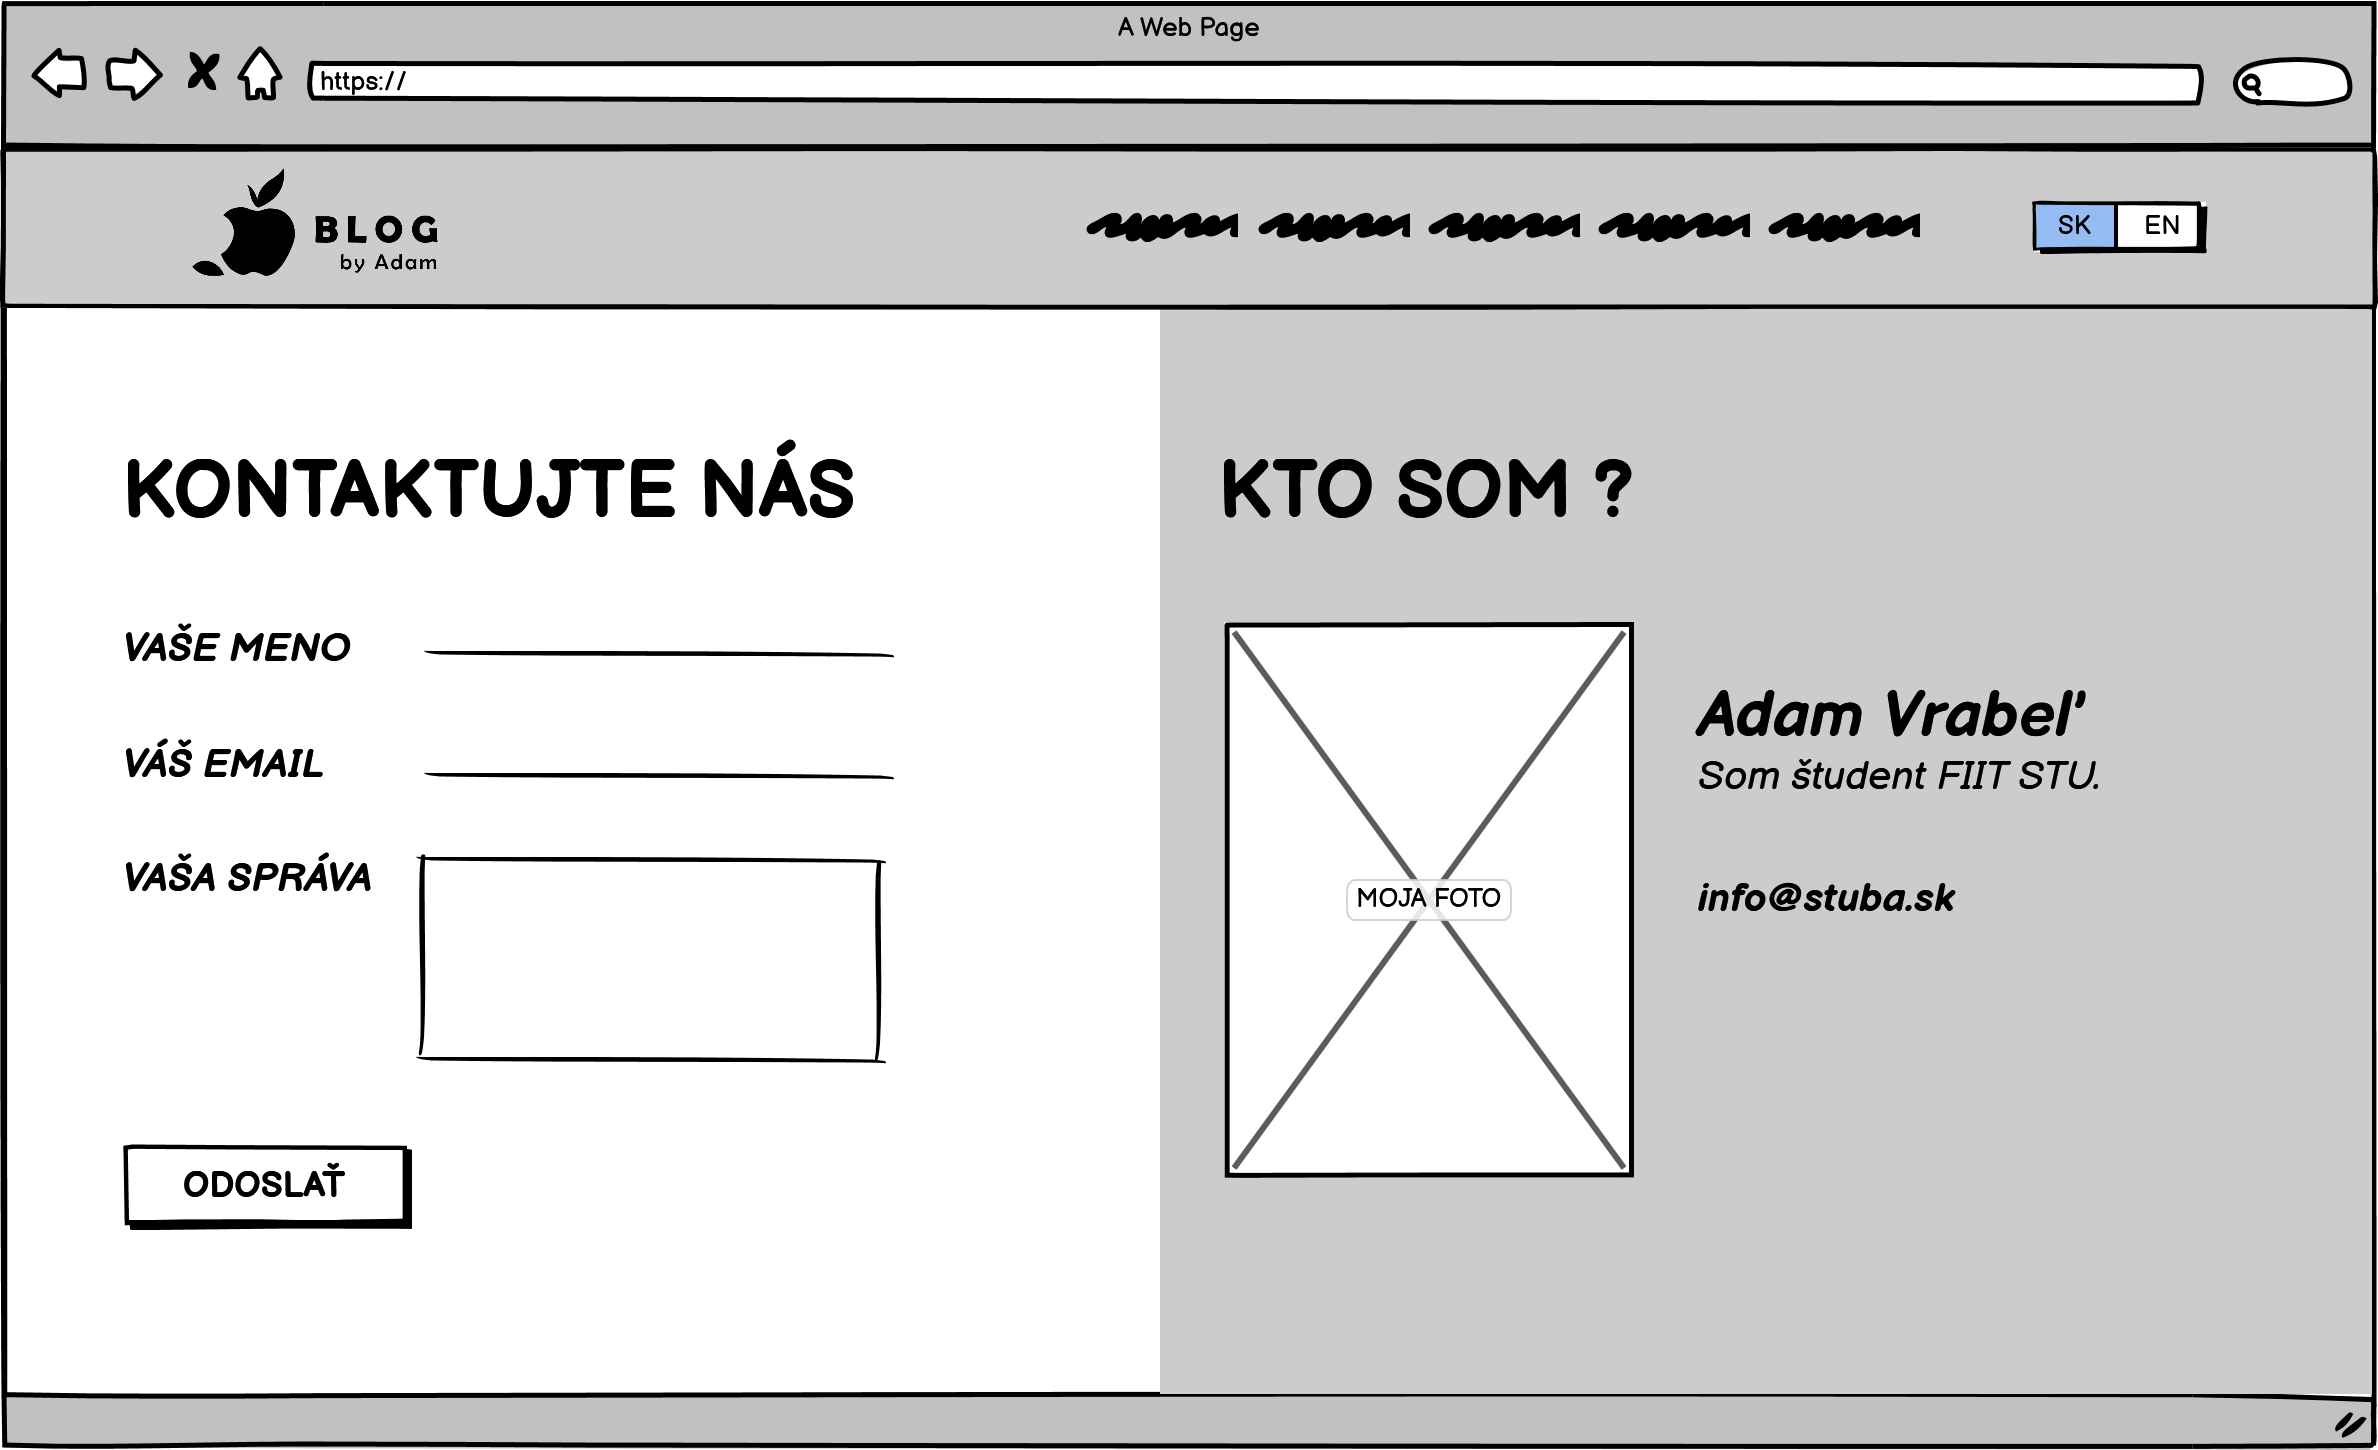 A Web Page
https://
BLOG
by Adam
SK
EN
KONTAKTUJTE NÁS
VAŠE MENO
VÁŠ EMAIL
VAŠA SPRÁVA
ODOSLAŤ
KTO SOM ?
MOJA FOTO
Adam Vrabeľ
Som študent FIIT STU.
info@stuba.sk